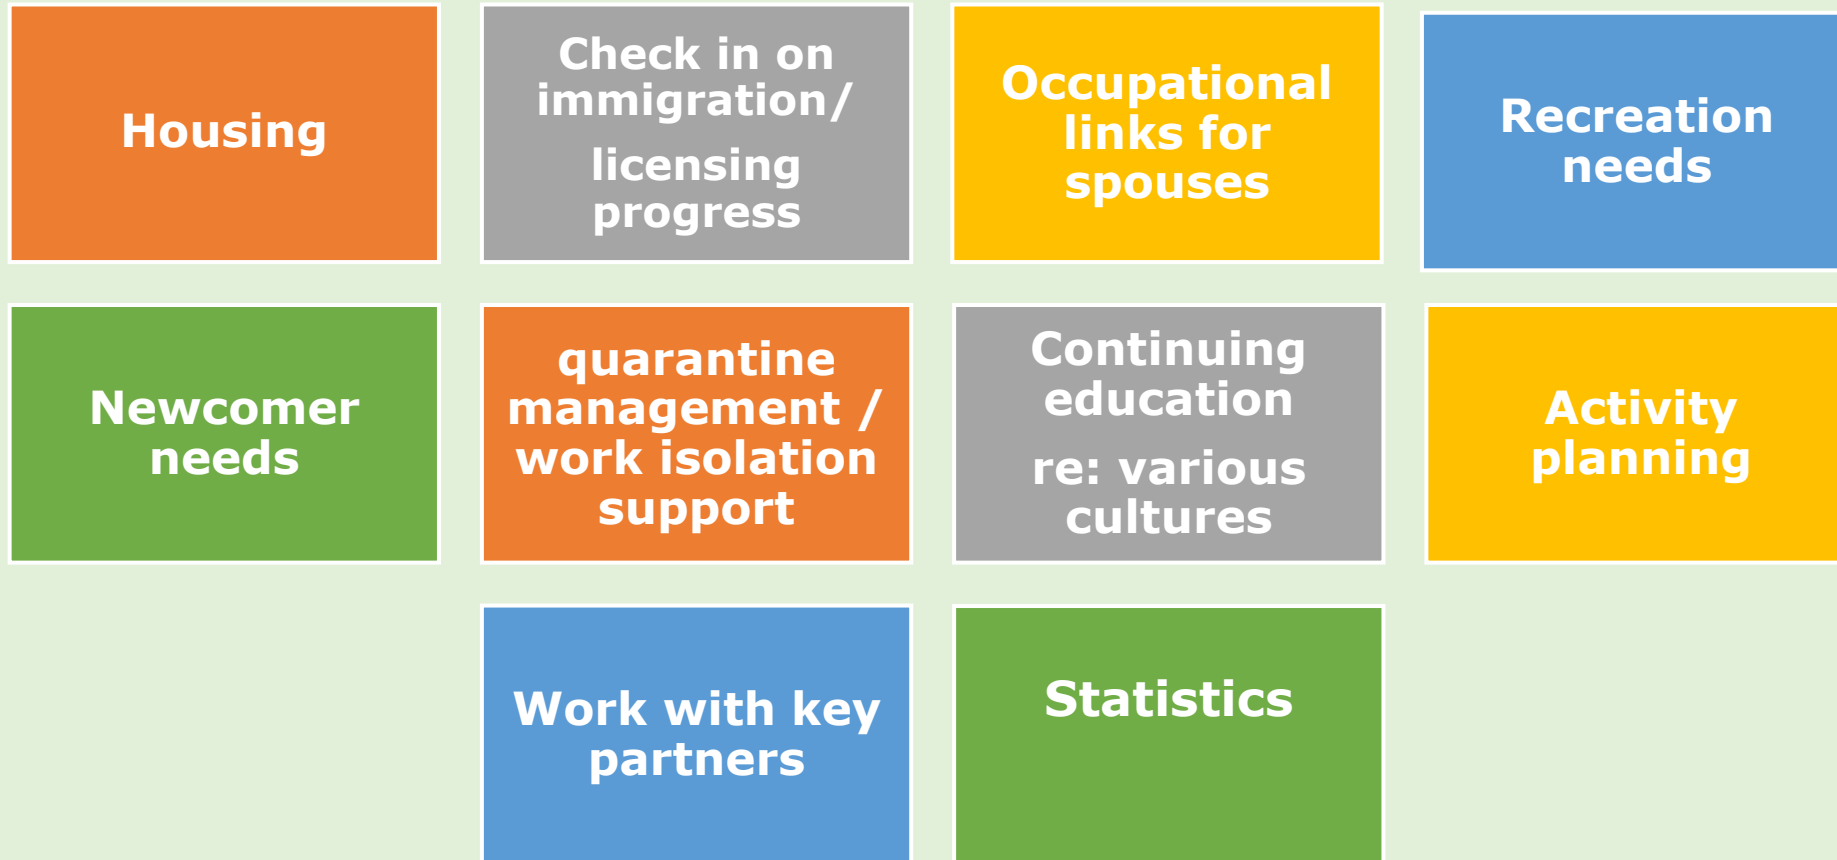 Housing
Check in on
immigration/
licensing
progress
Occupational
links for
spouses
Recreation
needs
Newcomer
needs
quarantine
management /
work isolation
support
Continuing
education
re: various
cultures
Activity
planning
Work with key
partners
Statistics